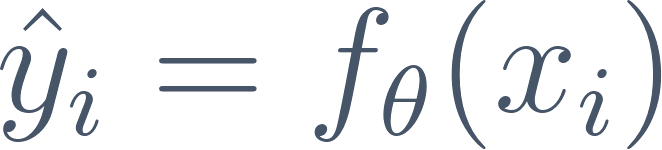 ŷᵢ = f_θ(xᵢ)